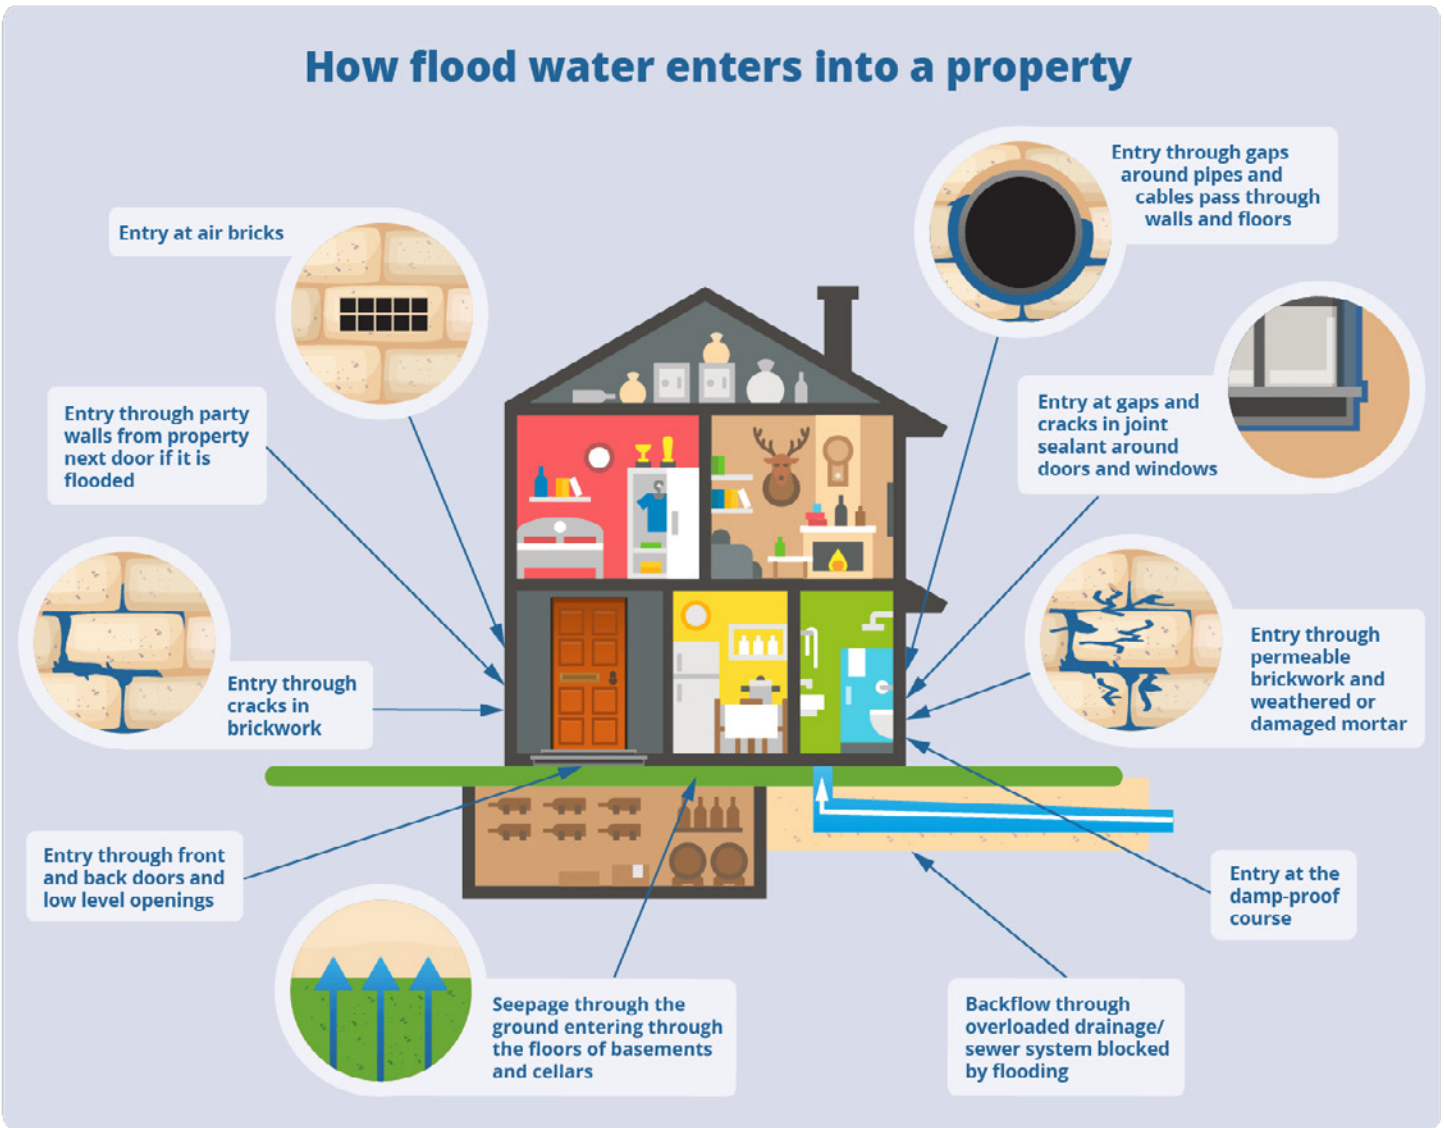 How flood water enters into a property
Entry at air bricks
Entry through gaps
around pipes and
cables pass through
walls and floors
Entry through party
walls from property
next door if it is
flooded
Entry at gaps and
cracks in joint
sealant around
doors and windows
Entry through
cracks in
brickwork
Entry through
permeable
brickwork and
weathered or
damaged mortar
Entry through front
and back doors and
low level openings
Entry at the
damp-proof
course
Seepage through the
ground entering through
the floors of basements
and cellars
Backflow through
overloaded drainage/
sewer system blocked
by flooding